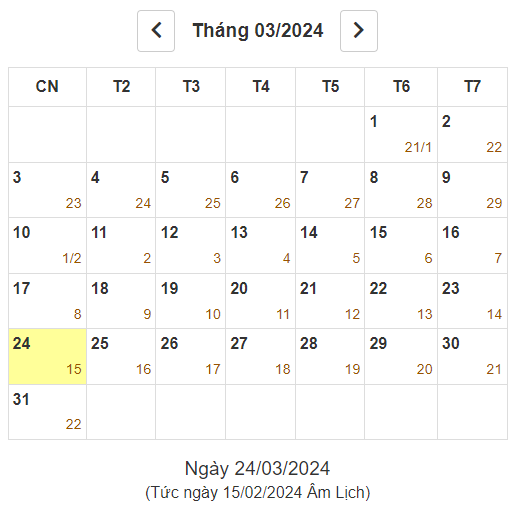 Tháng 03/2024
CN T2 T3 T4 T5 T6 T7
1 2
21/1 22
3 4 5 6 7 8 9
23 24 25 26 27 28 29
10 11 12 13 14 15 16
1/2 2 3 4 5 6 7
17 18 19 20 21 22 23
8 9 10 11 12 13 14
24 25 26 27 28 29 30
15 16 17 18 19 20 21
31
22
Ngày 24/03/2024
(Tức ngày 15/02/2024 Âm Lịch)